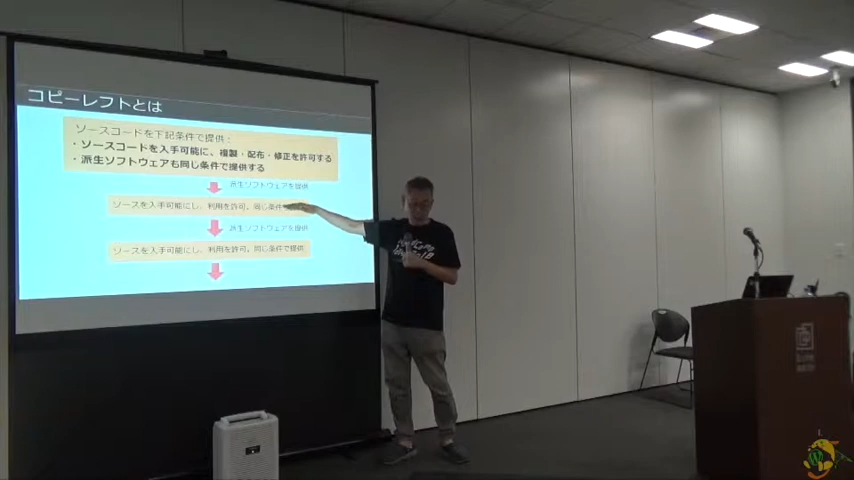 コピーレフトとは
ソースコードを下記条件で提供：
・ソースコードを入手可能に、複製・配布・修正を許可する
・派生ソフトウェアも同じ条件で提供する
派生ソフトウェアを提供
ソースを入手可能にし、利用を許可、同じ条件
派生ソフトウェアを提供
ソースを入手可能にし、利用を許可、同じ条件で提供